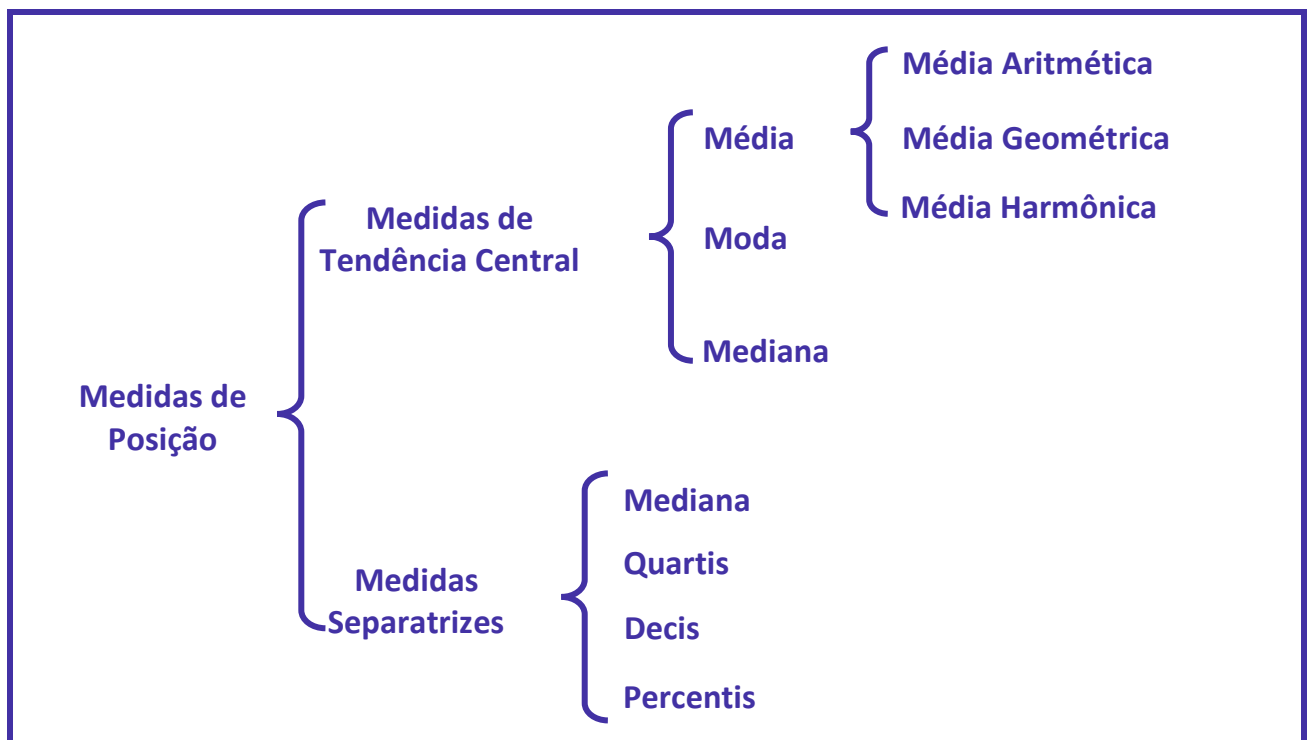 Média Aritmética
Média
Média Geométrica
Média Harmônica
Medidas de
Tendência Central
Moda
Mediana
Medidas de
Posição
Mediana
Quartis
Medidas
Separatrizes
Decis
Percentis